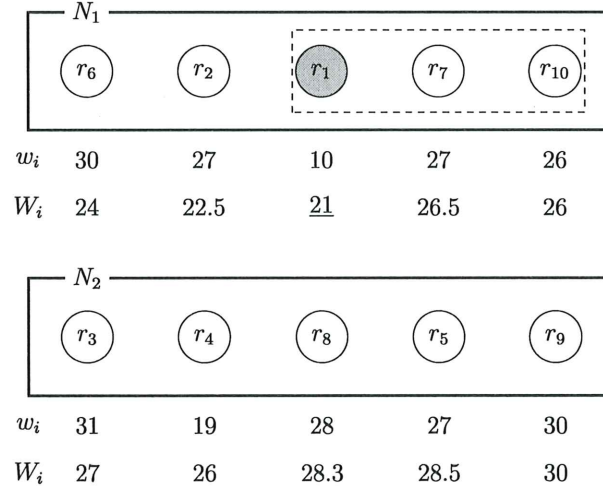 N₁
r₆ r₂ r₁ r₇ r₁₀
wᵢ 30 27 10 27 26
Wᵢ 24 22.5 21 26.5 26
N₂
r₃ r₄ r₈ r₅ r₉
wᵢ 31 19 28 27 30
Wᵢ 27 26 28.3 28.5 30